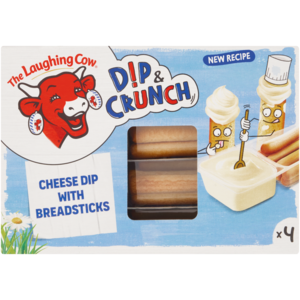 The Laughing Cow
DIP &
CRUNCH
NEW RECIPE
CHEESE DIP
WITH
BREADSTICKS
x4